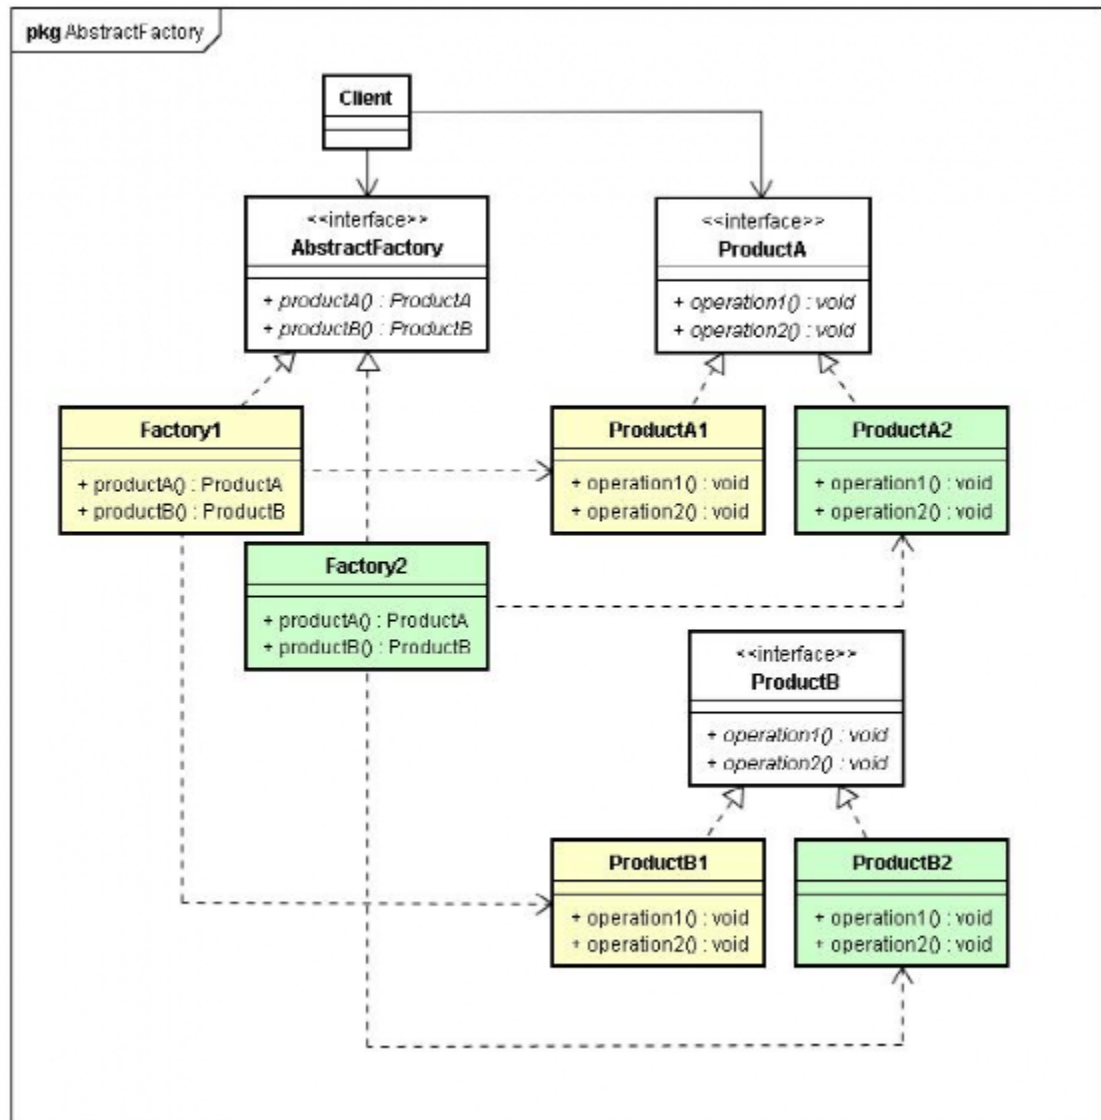 pkg AbstractFactory
Client
<<interface>>
AbstractFactory
+ productA() : ProductA
+ productB() : ProductB
<<interface>>
ProductA
+ operation1() : void
+ operation2() : void
Factory1
+ productA() : ProductA
+ productB() : ProductB
ProductA1
+ operation1() : void
+ operation2() : void
ProductA2
+ operation1() : void
+ operation2() : void
Factory2
+ productA() : ProductA
+ productB() : ProductB
<<interface>>
ProductB
+ operation1() : void
+ operation2() : void
ProductB1
+ operation1() : void
+ operation2() : void
ProductB2
+ operation1() : void
+ operation2() : void